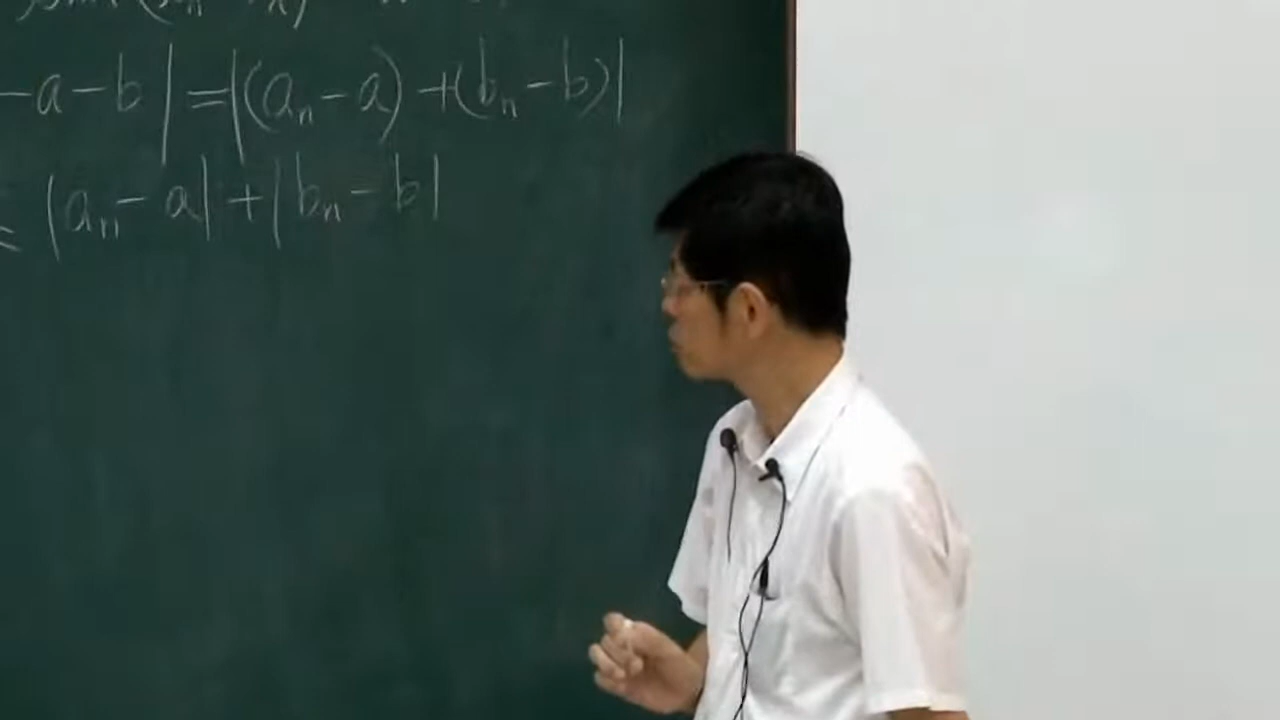 - a - b | = |(aₙ - a) + (bₙ - b)|
≤ |aₙ - a| + |bₙ - b|